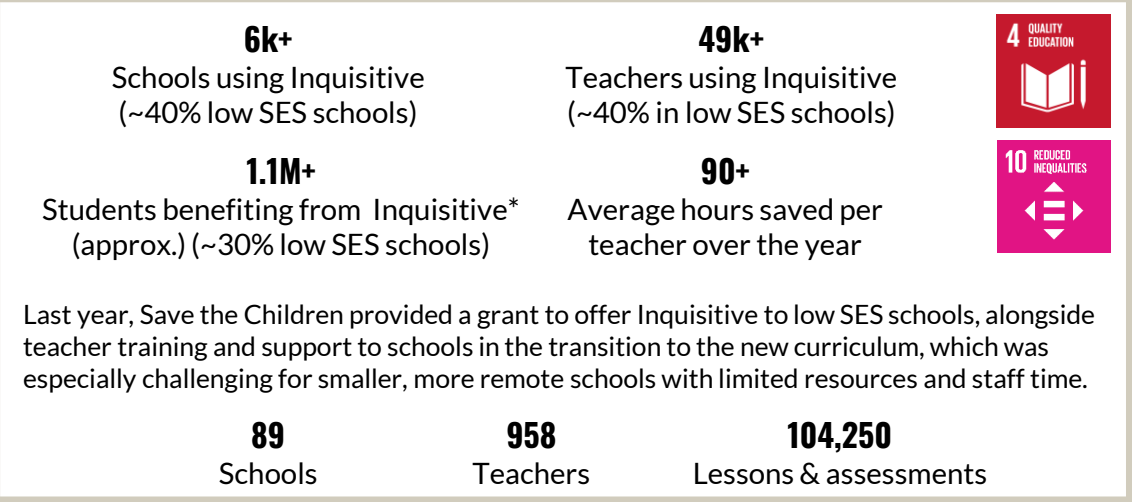 6k+
Schools using Inquisitive
(~40% low SES schools)
49k+
Teachers using Inquisitive
(~40% in low SES schools)
4 QUALITY
EDUCATION
1.1M+
Students benefiting from Inquisitive*
(approx.) (~30% low SES schools)
90+
Average hours saved per
teacher over the year
10 REDUCED
INEQUALITIES
Last year, Save the Children provided a grant to offer Inquisitive to low SES schools, alongside
teacher training and support to schools in the transition to the new curriculum, which was
especially challenging for smaller, more remote schools with limited resources and staff time.
89
Schools
958
Teachers
104,250
Lessons & assessments